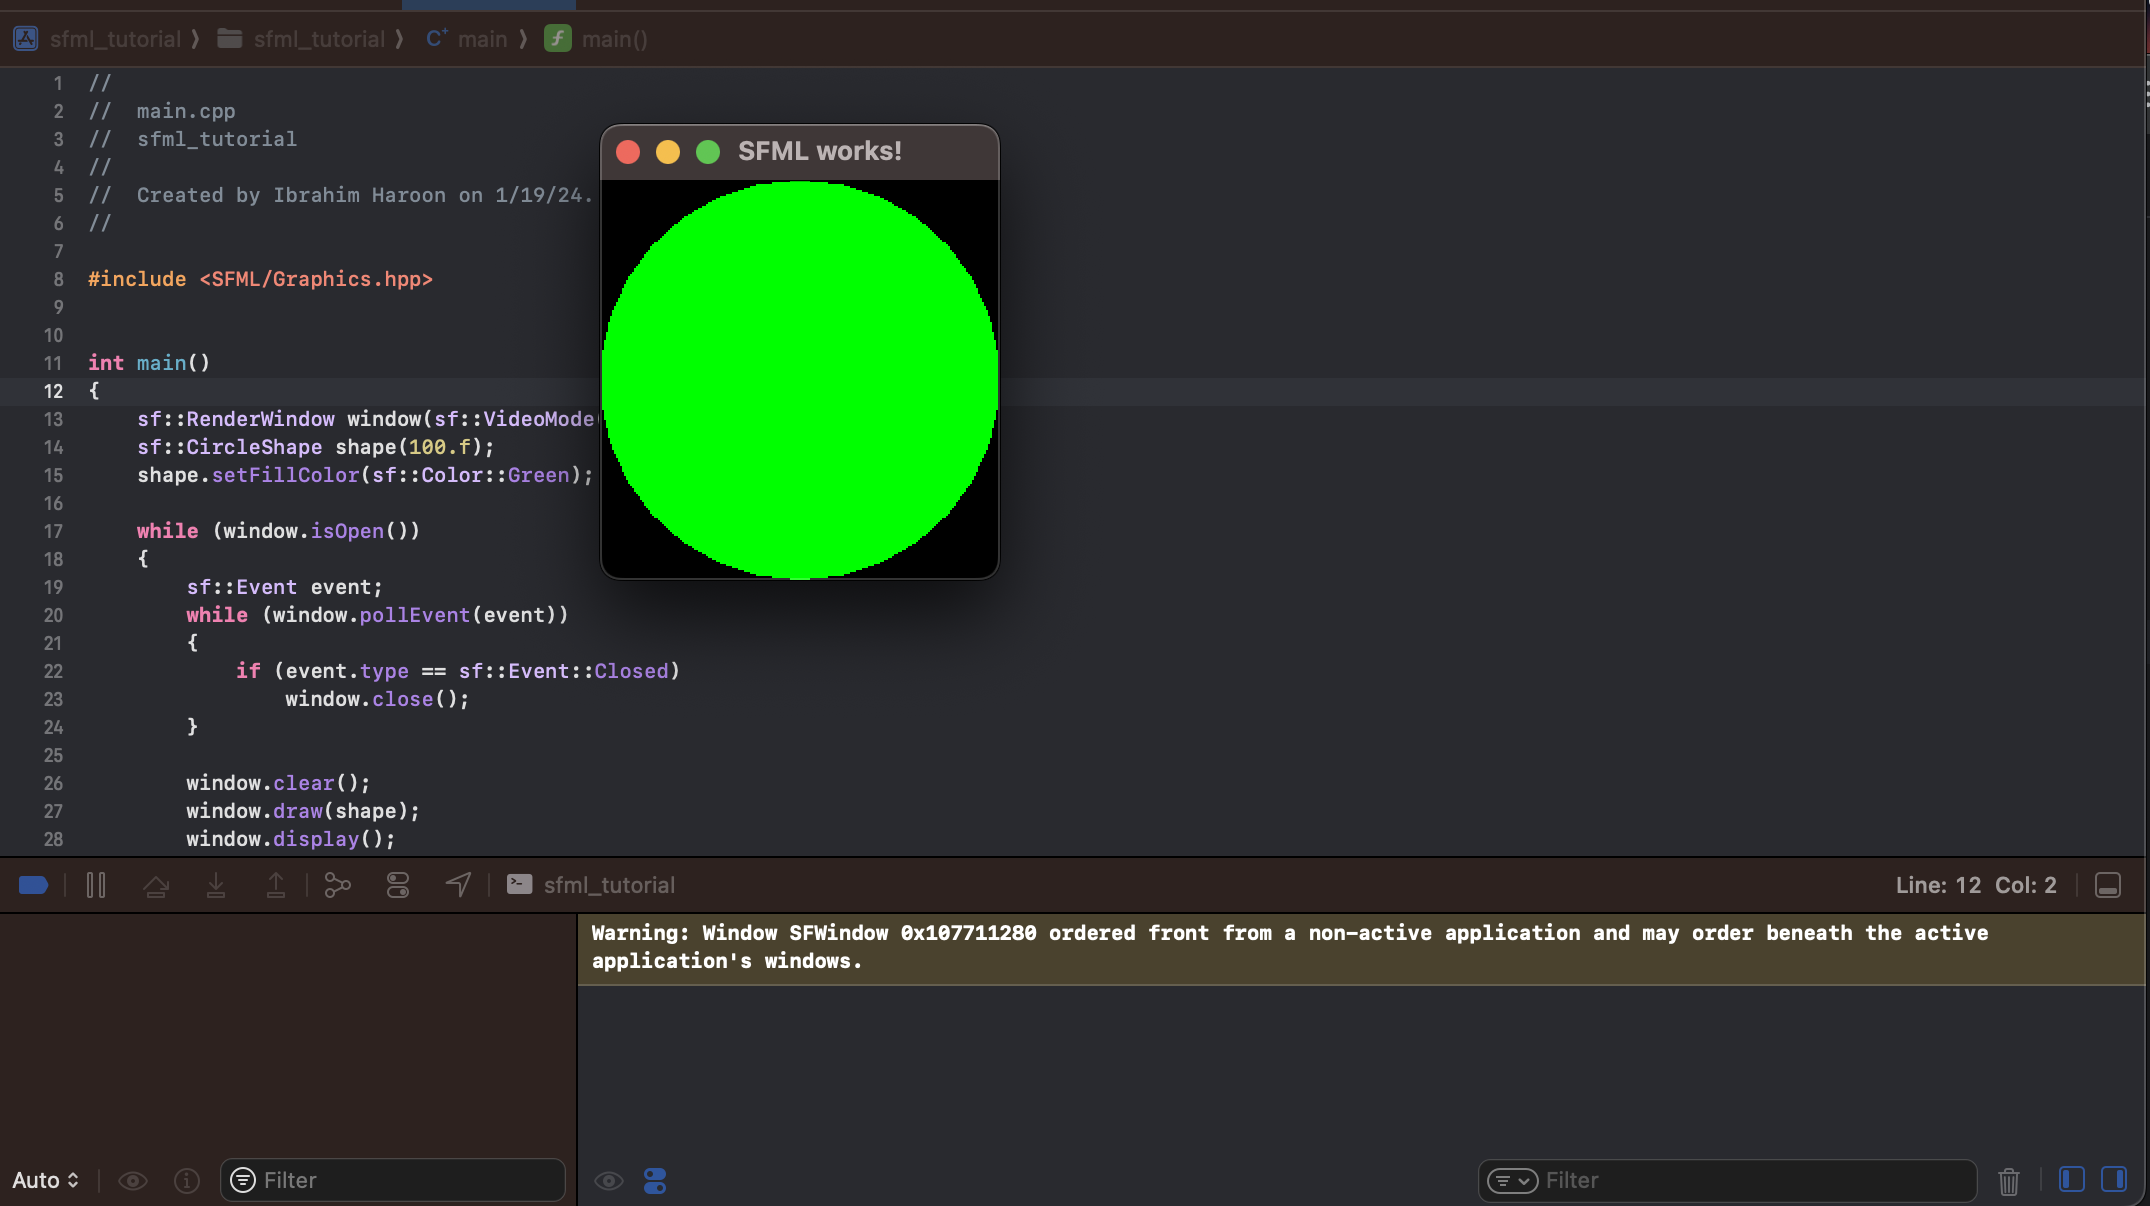 sfml_tutorial ⟩ sfml_tutorial ⟩ main ⟩ main()
1 //
2 //  main.cpp
3 //  sfml_tutorial
4 //
5 //  Created by Ibrahim Haroon on 1/19/24.
6 //
7
8 #include <SFML/Graphics.hpp>
9
10
11 int main()
12 {
13     sf::RenderWindow window(sf::VideoMode
14     sf::CircleShape shape(100.f);
15     shape.setFillColor(sf::Color::Green);
16
17     while (window.isOpen())
18     {
19         sf::Event event;
20         while (window.pollEvent(event))
21         {
22             if (event.type == sf::Event::Closed)
23                 window.close();
24         }
25
26         window.clear();
27         window.draw(shape);
28         window.display();
SFML works!
sfml_tutorial
Line: 12 Col: 2
Warning: Window SFWindow 0x107711280 ordered front from a non-active application and may order beneath the active
application's windows.
Auto
Filter
Filter